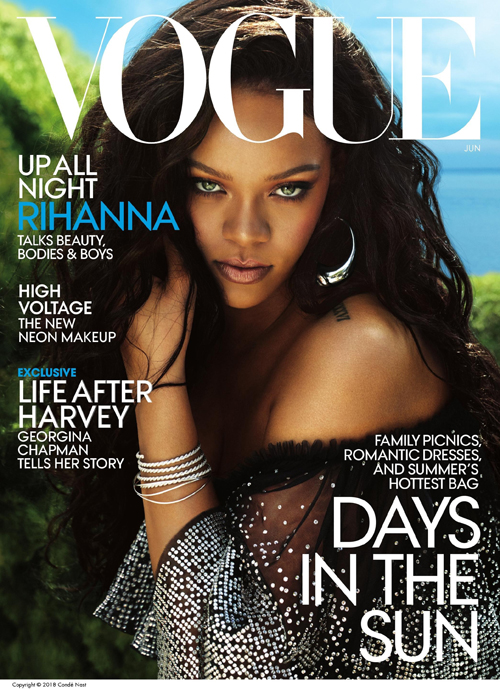 VOGUE
JUN
UP ALL
NIGHT
RIHANNA
TALKS BEAUTY,
BODIES & BOYS
HIGH
VOLTAGE
THE NEW
NEON MAKEUP
EXCLUSIVE
LIFE AFTER
HARVEY
GEORGINA
CHAPMAN
TELLS HER STORY
FAMILY PICNICS,
ROMANTIC DRESSES,
AND SUMMER'S
HOTTEST BAG
DAYS
IN THE
SUN
Copyright © 2018 Condé Nast